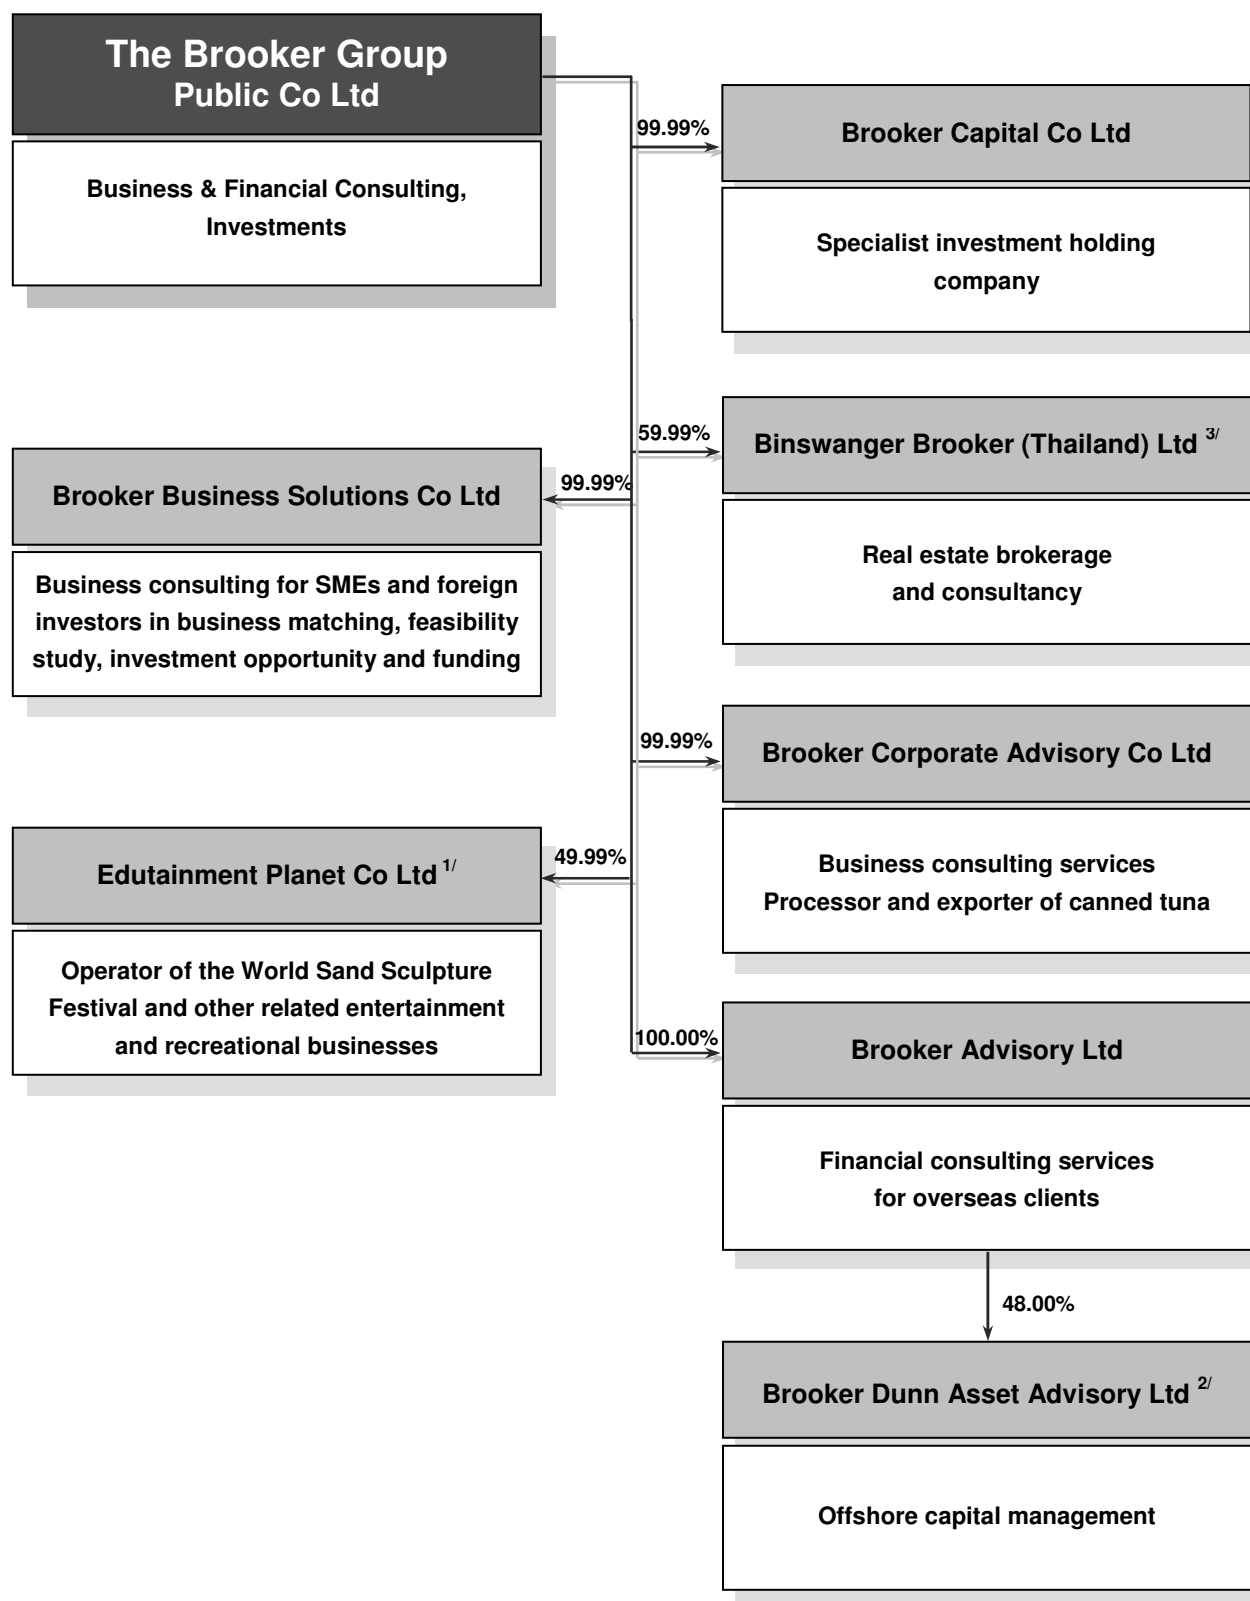 The Brooker Group
Public Co Ltd
Business & Financial Consulting,
Investments
99.99%
Brooker Capital Co Ltd
Specialist investment holding
company
59.99%
Binswanger Brooker (Thailand) Ltd 3/
Real estate brokerage
and consultancy
99.99%
Brooker Business Solutions Co Ltd
Business consulting for SMEs and foreign
investors in business matching, feasibility
study, investment opportunity and funding
99.99%
Brooker Corporate Advisory Co Ltd
Business consulting services
Processor and exporter of canned tuna
49.99%
Edutainment Planet Co Ltd 1/
Operator of the World Sand Sculpture
Festival and other related entertainment
and recreational businesses
100.00%
Brooker Advisory Ltd
Financial consulting services
for overseas clients
48.00%
Brooker Dunn Asset Advisory Ltd 2/
Offshore capital management